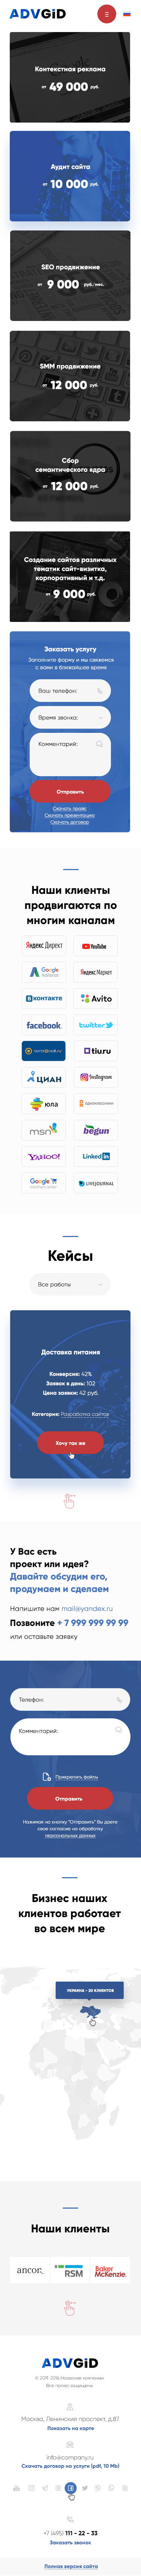 ADVGID
Контекстная реклама
от 49 000 руб.
Аудит сайта
от 10 000 руб.
SEO продвижение
от 9 000 руб./мес.
SMM продвижение
от 12 000 руб.
Сбор
семантического ядра
от 12 000 руб.
Создание сайтов различных
тематик сайт-визитка,
корпоративный и т.д.
от 9 000 руб.
Заказать услугу
Заполните форму и мы свяжемся
с вами в ближайшее время
Ваш телефон:
Время звонка:
Комментарий:
Отправить
Скачать прайс
Скачать презентацию
Скачать договор
Наши клиенты
продвигаются по
многим каналам
Яндекс Директ
YouTube
Google
Яндекс Маркет
Вконтакте
Avito
facebook
twitter
tiu.ru
ЦИАН
Instagram
юла
одноклассники
msn
begun
YAHOO!
Linked in
Google
LIVEJOURNAL
Кейсы
Все работы
Доставка питания
Конверсия: 42%
Заявок в день: 102
Цена заявки: 42 руб.
Категория: Разработка сайтов
Хочу так же
У Вас есть
проект или идея?
Давайте обсудим его,
продумаем и сделаем
Напишите нам mail@yandex.ru
Позвоните + 7 999 999 99 99
или оставьте заявку
Телефон:
Комментарий:
Прикрепить файлы
Отправить
Нажимая на кнопку "Отправить" Вы даете
свое согласие на обработку
персональных данных
Бизнес наших
клиентов работает
во всем мире
УКРАИНА - 20 КЛИЕНТОВ
Наши клиенты
ancor
RSM
Baker
McKenzie.
ADVGID
© 2011-2016 Название компании
Все права защищены
Москва, Ленинский проспект, д.87
Показать на карте
info@company.ru
Скачать договор на услуги (pdf, 10 Mb)
+7 (495) 111 - 22 - 33
Заказать звонок
Полная версия сайта